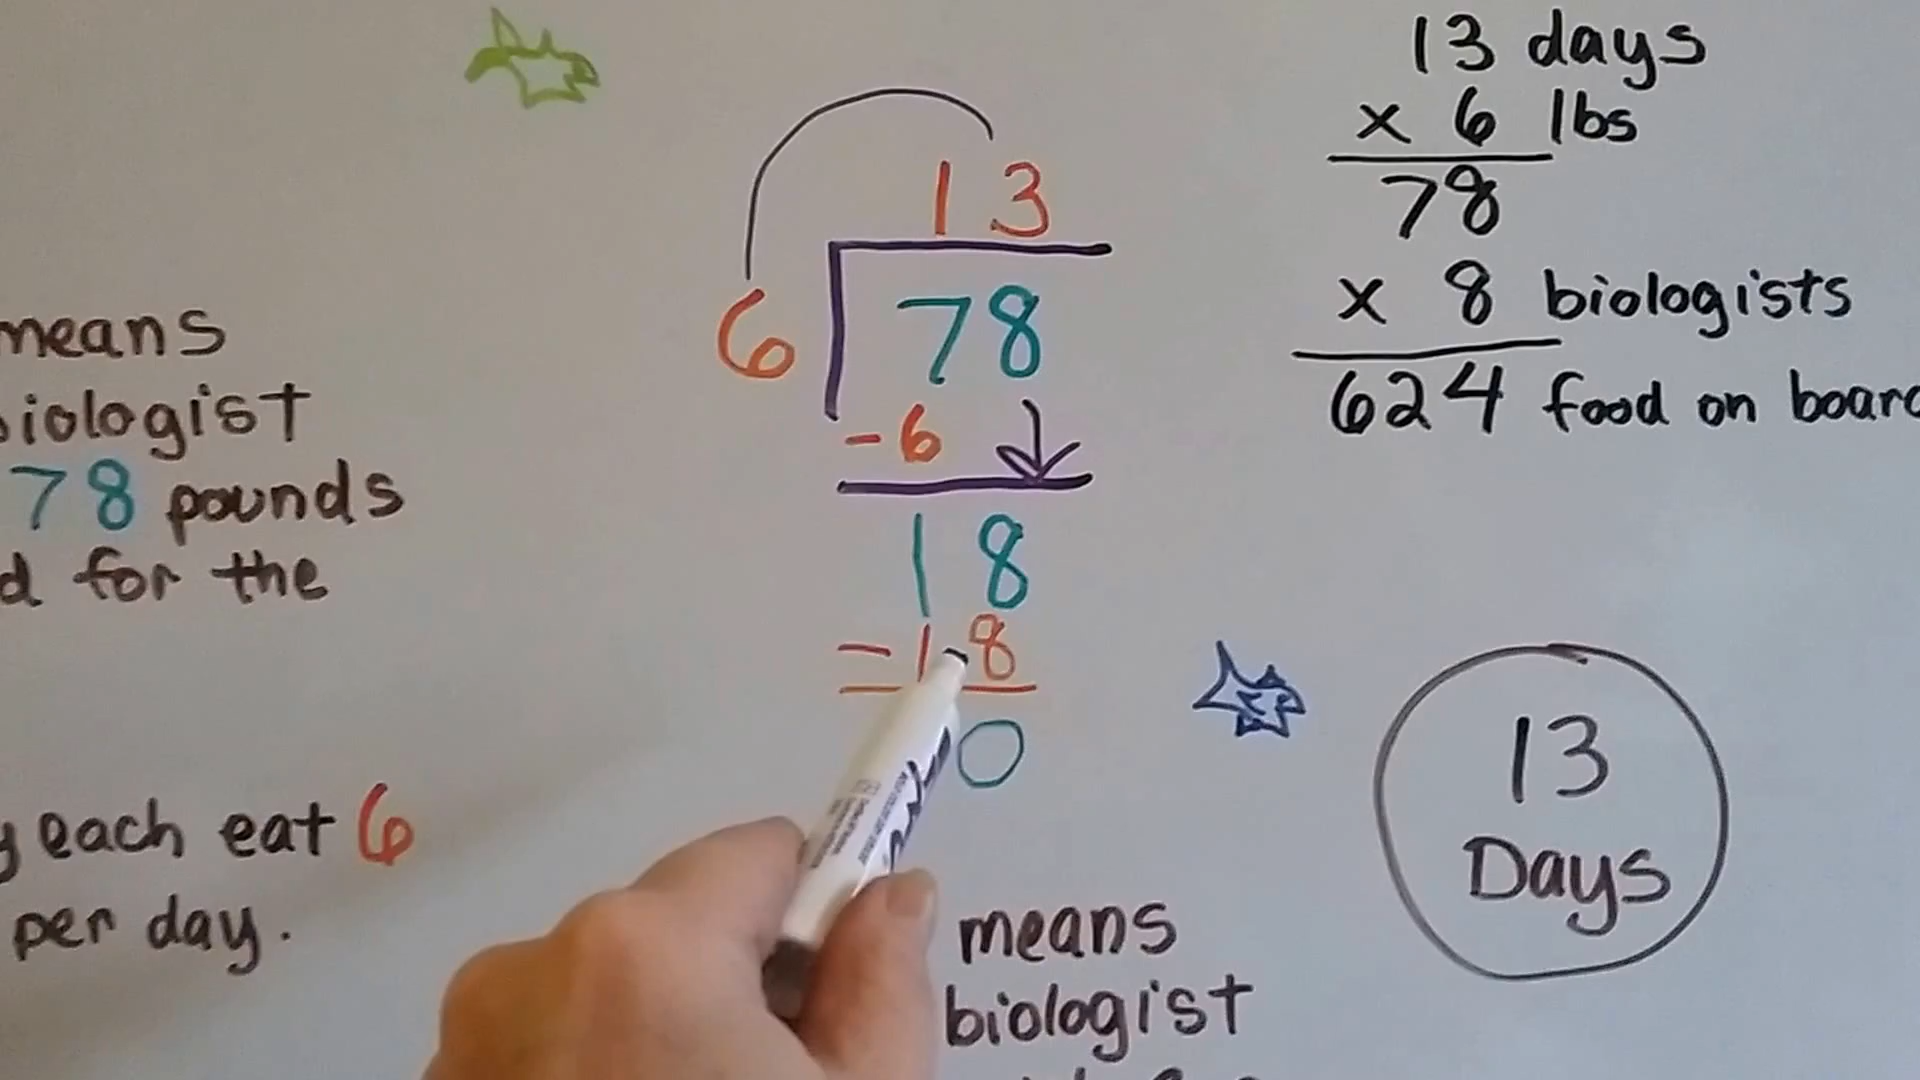 means
biologist
78 pounds
for the
each eat 6
per day.
13
6 78
-6
18
-18
0
means
biologist
13 days
x 6 lbs
78
x 8 biologists
624 food on board
13
Days